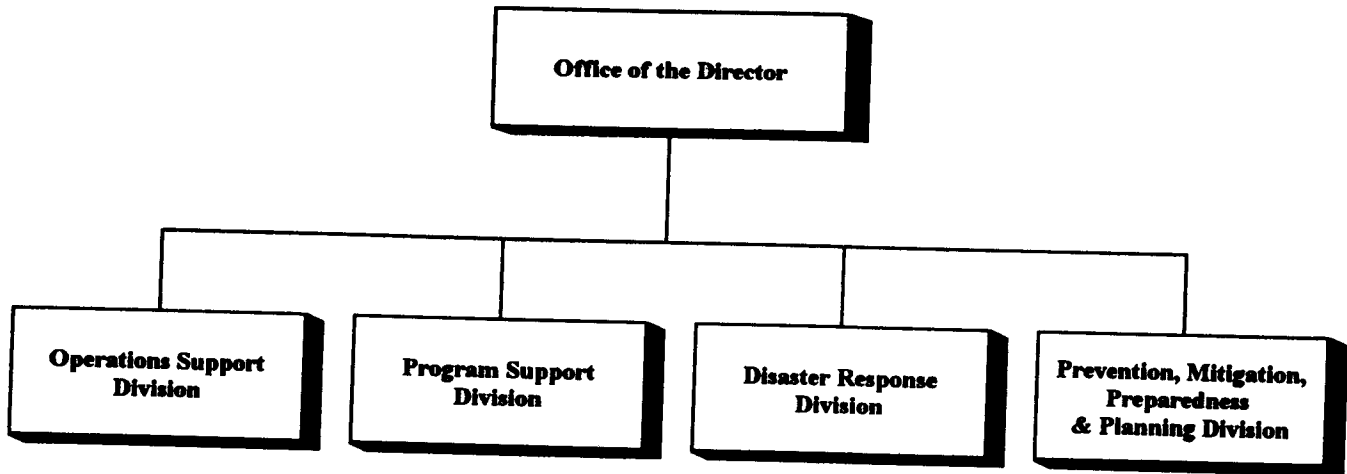 Office of the Director
Operations Support
Division
Program Support
Division
Disaster Response
Division
Prevention, Mitigation,
Preparedness
& Planning Division